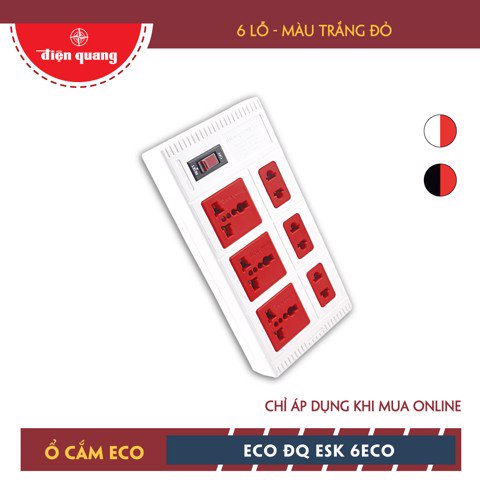 điện quang
6 LỖ - MÀU TRẮNG ĐỎ
CHỈ ÁP DỤNG KHI MUA ONLINE
Ổ CẮM ECO
ECO ĐQ ESK 6ECO